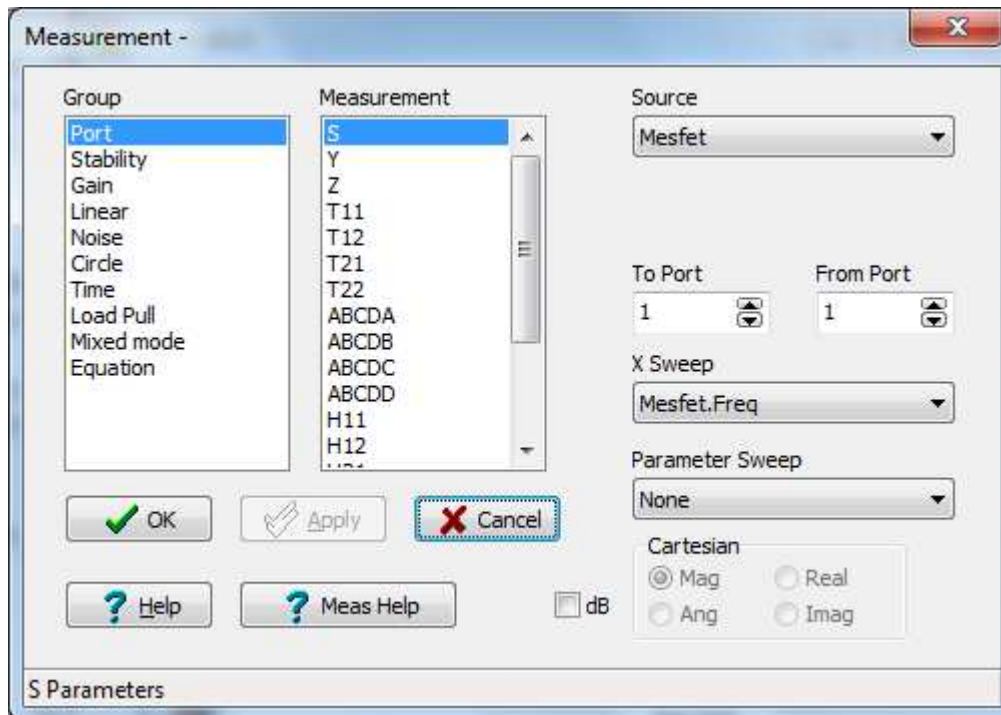 Measurement -
Group
Port
Stability
Gain
Linear
Noise
Circle
Time
Load Pull
Mixed mode
Equation
Measurement
S
Y
Z
T11
T12
T21
T22
ABCDA
ABCDB
ABCDC
ABCDD
H11
H12
Source
Mesfet
To Port
From Port
1
1
X Sweep
Mesfet.Freq
Parameter Sweep
None
OK
Apply
Cancel
Help
Meas Help
dB
Cartesian
Mag
Real
Ang
Imag
S Parameters